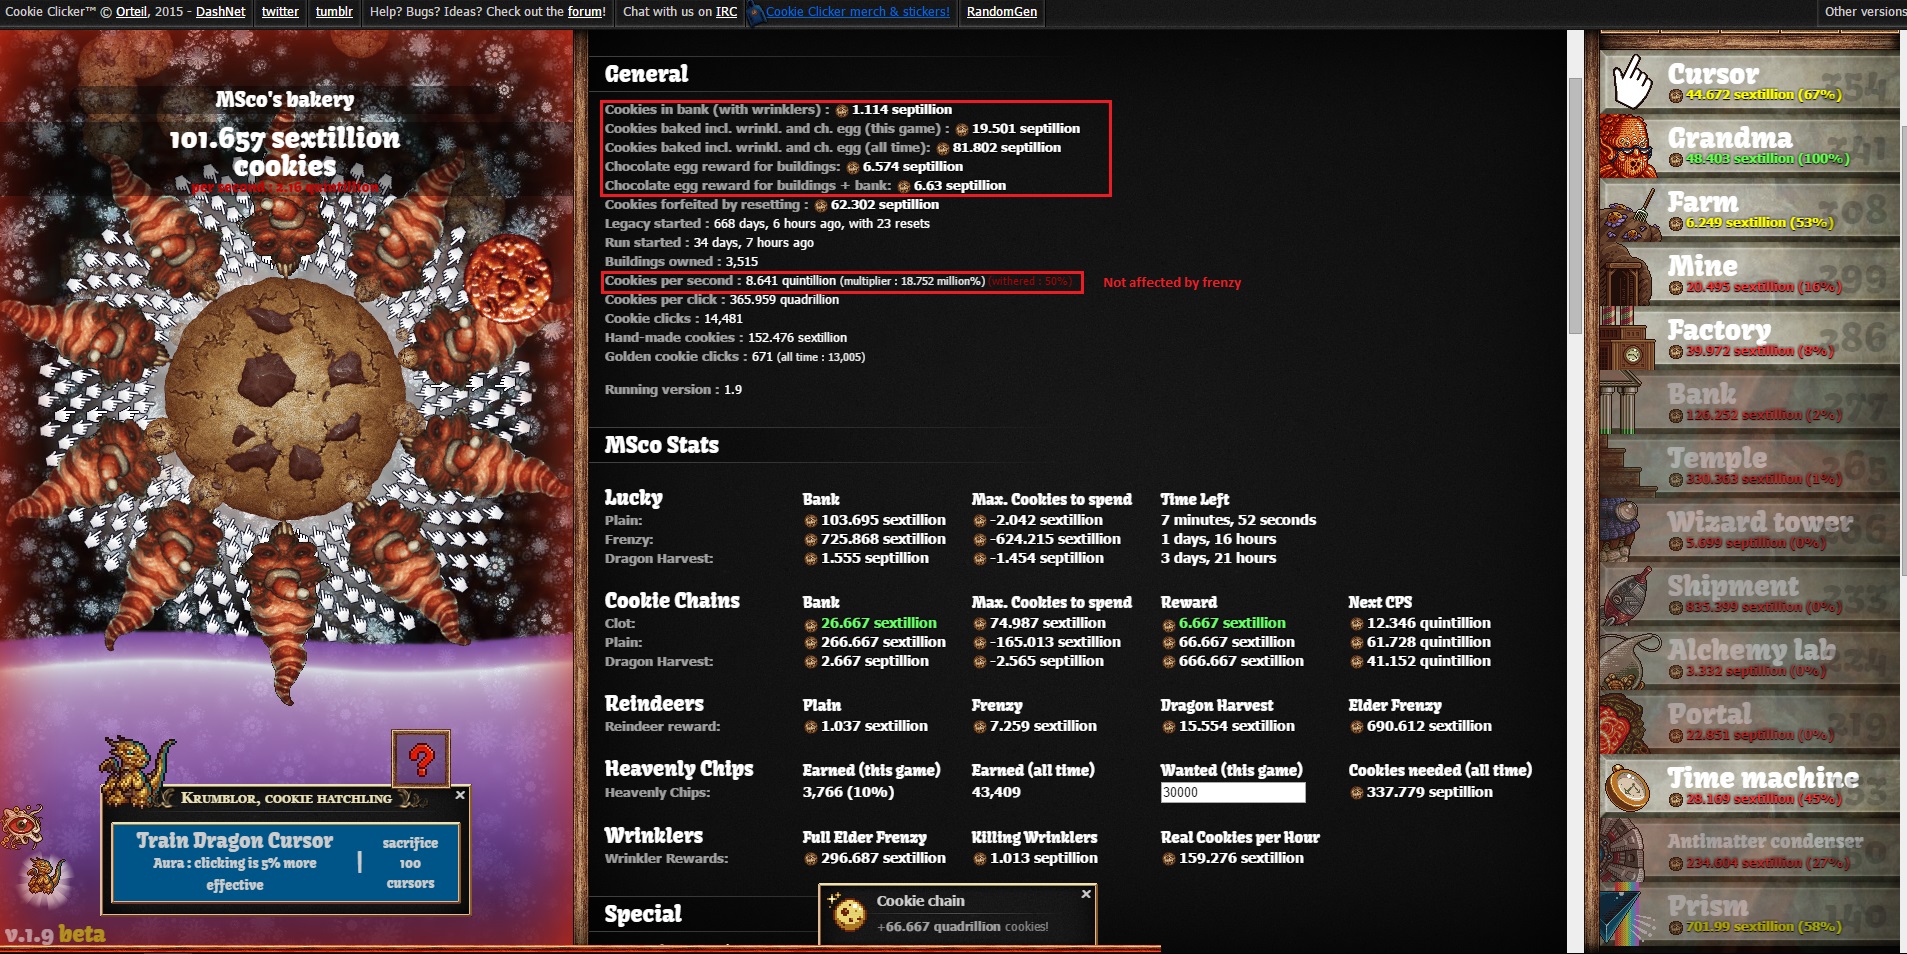 Cookie Clicker™ © Orteil, 2015 - DashNet
twitter
tumblr
Help? Bugs? Ideas? Check out the forum!
Chat with us on IRC
Cookie Clicker merch & stickers!
RandomGen
Other versions
MSco's bakery
101.657 sextillion
cookies
per second : 2.16 quintillion
KRUMBLOR, COOKIE HATCHLING
Train Dragon Cursor
Aura : clicking is 5% more
effective
|
sacrifice
100
cursors
v.1.9 beta
General
Cookies in bank (with wrinklers) : 1.114 septillion
Cookies baked incl. wrinkl. and ch. egg (this game) : 19.501 septillion
Cookies baked incl. wrinkl. and ch. egg (all time): 81.802 septillion
Chocolate egg reward for buildings: 6.574 septillion
Chocolate egg reward for buildings + bank: 6.63 septillion
Cookies forfeited by resetting : 62.302 septillion
Legacy started : 668 days, 6 hours ago, with 23 resets
Run started : 34 days, 7 hours ago
Buildings owned : 3,515
Cookies per second : 8.641 quintillion (multiplier : 18.752 million%) (withered : 50%)
Not affected by frenzy
Cookies per click : 365.959 quadrillion
Cookie clicks : 14,481
Hand-made cookies : 152.476 sextillion
Golden cookie clicks : 671 (all time : 13,005)
Running version : 1.9
MSco Stats
Lucky Bank Max. Cookies to spend Time Left
Plain: 103.695 sextillion -2.042 sextillion 7 minutes, 52 seconds
Frenzy: 725.868 sextillion -624.215 sextillion 1 days, 16 hours
Dragon Harvest: 1.555 septillion -1.454 septillion 3 days, 21 hours
Cookie Chains Bank Max. Cookies to spend Reward Next CPS
Clot: 26.667 sextillion 74.987 sextillion 6.667 sextillion 12.346 quintillion
Plain: 266.667 sextillion -165.013 sextillion 66.667 sextillion 61.728 quintillion
Dragon Harvest: 2.667 septillion -2.565 septillion 666.667 sextillion 41.152 quintillion
Reindeers Plain Frenzy Dragon Harvest Elder Frenzy
Reindeer reward: 1.037 sextillion 7.259 sextillion 15.554 sextillion 690.612 sextillion
Heavenly Chips Earned (this game) Earned (all time) Wanted (this game) Cookies needed (all time)
Heavenly Chips: 3,766 (10%) 43,409 30000 337.779 septillion
Wrinklers Full Elder Frenzy Killing Wrinklers Real Cookies per Hour
Wrinkler Rewards: 296.687 sextillion 1.013 septillion 159.276 sextillion
Special
Cookie chain
+66.667 quadrillion cookies!
Cursor
44.672 sextillion (67%)
Grandma
48.403 sextillion (100%)
Farm
6.249 sextillion (53%)
Mine
20.495 sextillion (16%)
Factory
39.972 sextillion (8%)
Bank
126.252 sextillion (2%)
Temple
330.363 sextillion (1%)
Wizard tower
5.699 septillion (0%)
Shipment
835.399 sextillion (0%)
Alchemy lab
3.332 septillion (0%)
Portal
22.851 septillion (0%)
Time machine
28.169 sextillion (45%)
Antimatter condenser
234.604 sextillion (27%)
Prism
701.99 sextillion (58%)